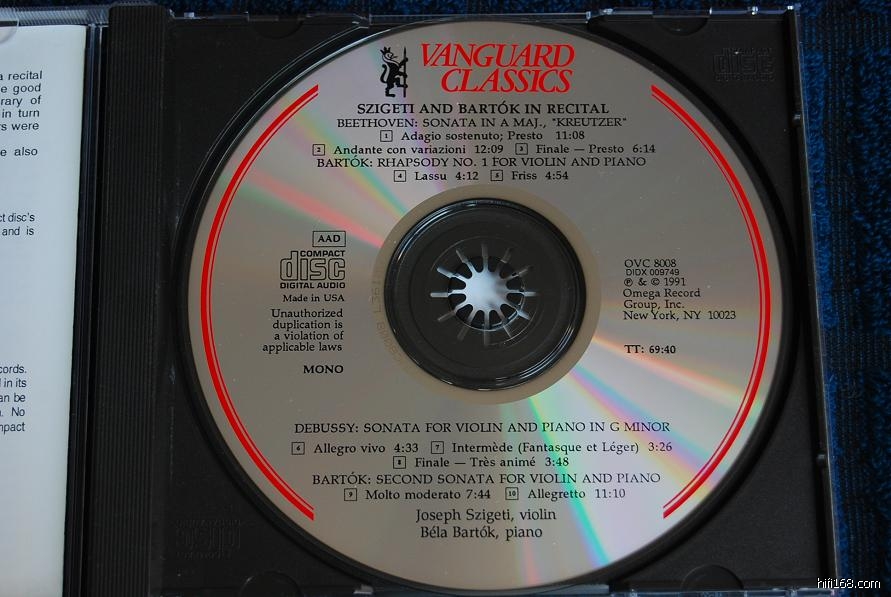 a recital
e good
rary of
in turn
rs were
e also
ct disc's
and is
cords.
l in its
an be
n. No
mpact
VANGUARD
CLASSICS
SZIGETI AND BARTÓK IN RECITAL
BEETHOVEN: SONATA IN A MAJ., "KREUTZER"
1 Adagio sostenuto; Presto 11:08
2 Andante con variazioni 12:09 3 Finale — Presto 6:14
BARTÓK: RHAPSODY NO. 1 FOR VIOLIN AND PIANO
4 Lassu 4:12 5 Friss 4:54
AAD
COMPACT
disc
DIGITAL AUDIO
Made in USA
Unauthorized
duplication is
a violation of
applicable laws
MONO
OVC 8008
DIDX 009749
℗ & © 1991
Omega Record
Group, Inc.
New York, NY 10023
TT: 69:40
DEBUSSY: SONATA FOR VIOLIN AND PIANO IN G MINOR
6 Allegro vivo 4:33 7 Intermède (Fantasque et Léger) 3:26
8 Finale — Très animé 3:48
BARTÓK: SECOND SONATA FOR VIOLIN AND PIANO
9 Molto moderato 7:44 10 Allegretto 11:10
Joseph Szigeti, violin
Béla Bartók, piano
hifi168.com